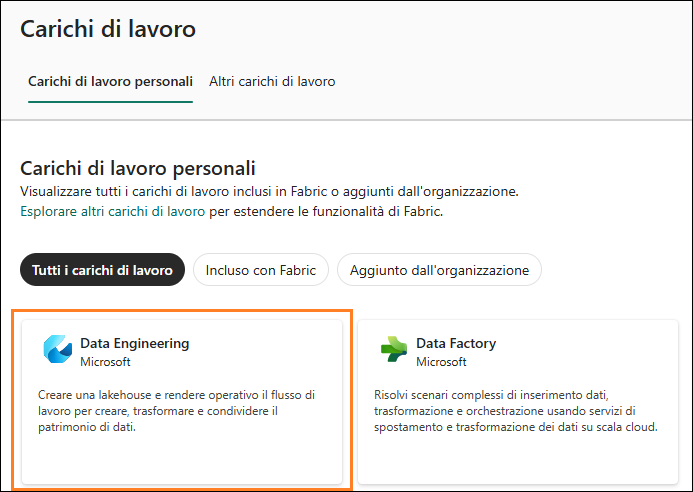 Carichi di lavoro
Carichi di lavoro personali
Altri carichi di lavoro
Carichi di lavoro personali
Visualizzare tutti i carichi di lavoro inclusi in Fabric o aggiunti dall'organizzazione.
Esplorare altri carichi di lavoro per estendere le funzionalità di Fabric.
Tutti i carichi di lavoro
Incluso con Fabric
Aggiunto dall'organizzazione
Data Engineering
Microsoft
Creare una lakehouse e rendere operativo il flusso di
lavoro per creare, trasformare e condividere il
patrimonio di dati.
Data Factory
Microsoft
Risolvi scenari complessi di inserimento dati,
trasformazione e orchestrazione usando servizi di
spostamento e trasformazione dei dati su scala cloud.